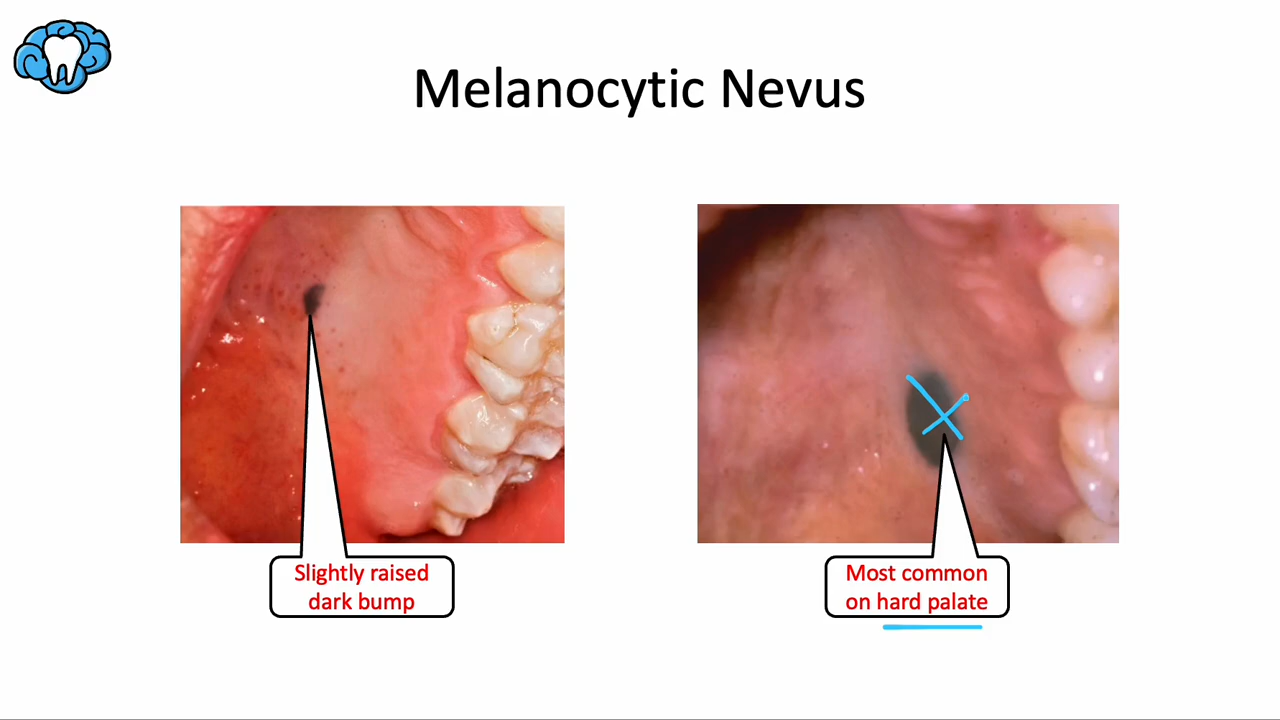 Melanocytic Nevus
Slightly raised
dark bump
Most common
on hard palate